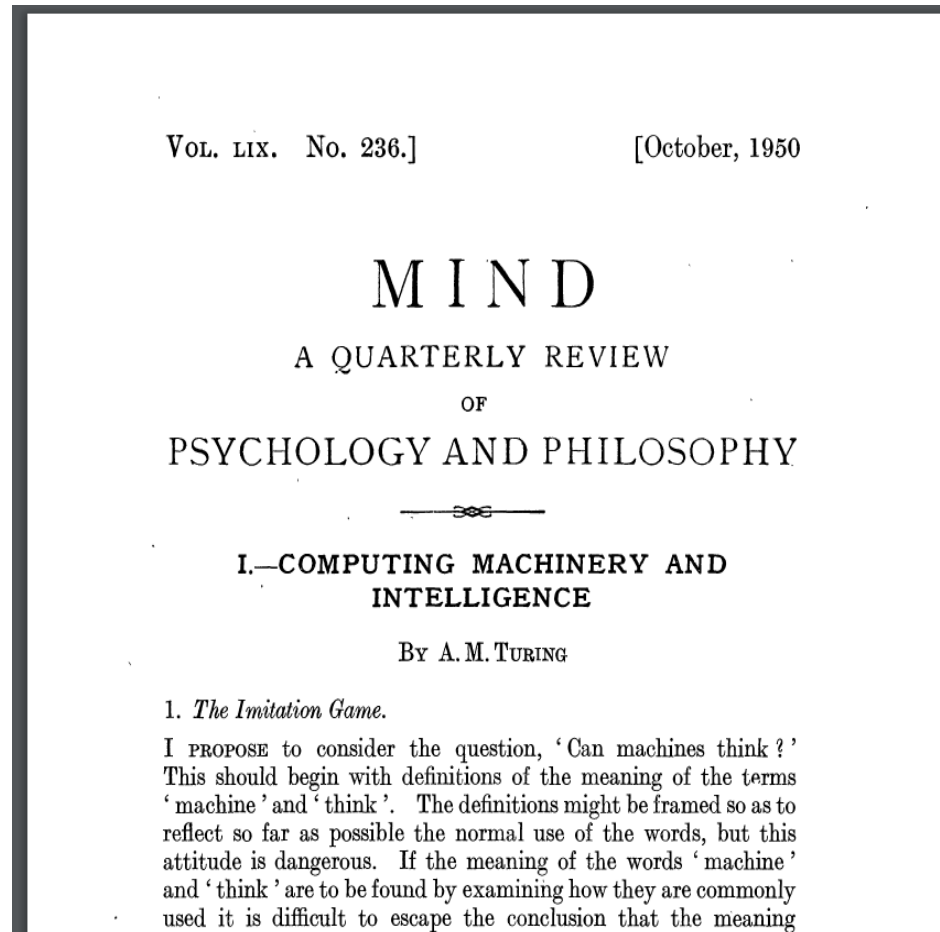 VOL. LIX. No. 236.] [October, 1950
MIND
A QUARTERLY REVIEW
OF
PSYCHOLOGY AND PHILOSOPHY
I.—COMPUTING MACHINERY AND
INTELLIGENCE
BY A. M. TURING
1. The Imitation Game.
I PROPOSE to consider the question, ‘ Can machines think ? ’
This should begin with definitions of the meaning of the terms
‘ machine ’ and ‘ think ’. The definitions might be framed so as to
reflect so far as possible the normal use of the words, but this
attitude is dangerous. If the meaning of the words ‘ machine ’
and ‘ think ’ are to be found by examining how they are commonly
used it is difficult to escape the conclusion that the meaning